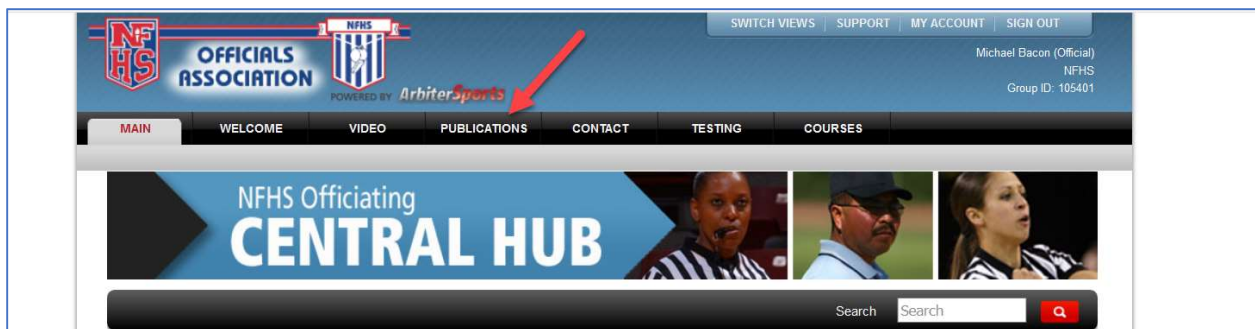 NFHS
OFFICIALS
ASSOCIATION
NFHS
POWERED BY ArbiterSports
SWITCH VIEWS SUPPORT MY ACCOUNT SIGN OUT
Michael Bacon (Official)
NFHS
Group ID: 105401
MAIN WELCOME VIDEO PUBLICATIONS CONTACT TESTING COURSES
NFHS Officiating
CENTRAL HUB
Search Search